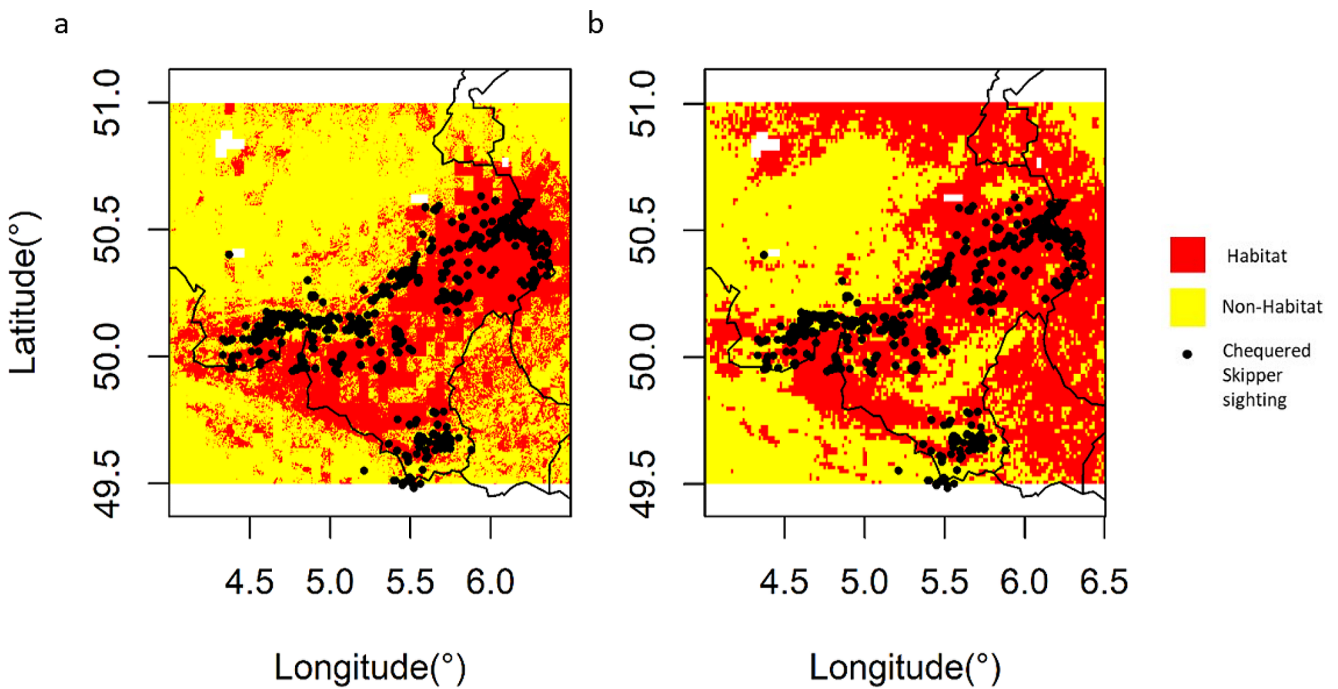 a
b
51.0
50.5
50.0
49.5
Latitude(°)
4.5 5.0 5.5 6.0
Longitude(°)
51.0
50.5
50.0
49.5
4.5 5.0 5.5 6.0 6.5
Longitude(°)
Habitat
Non-Habitat
Chequered
Skipper
sighting